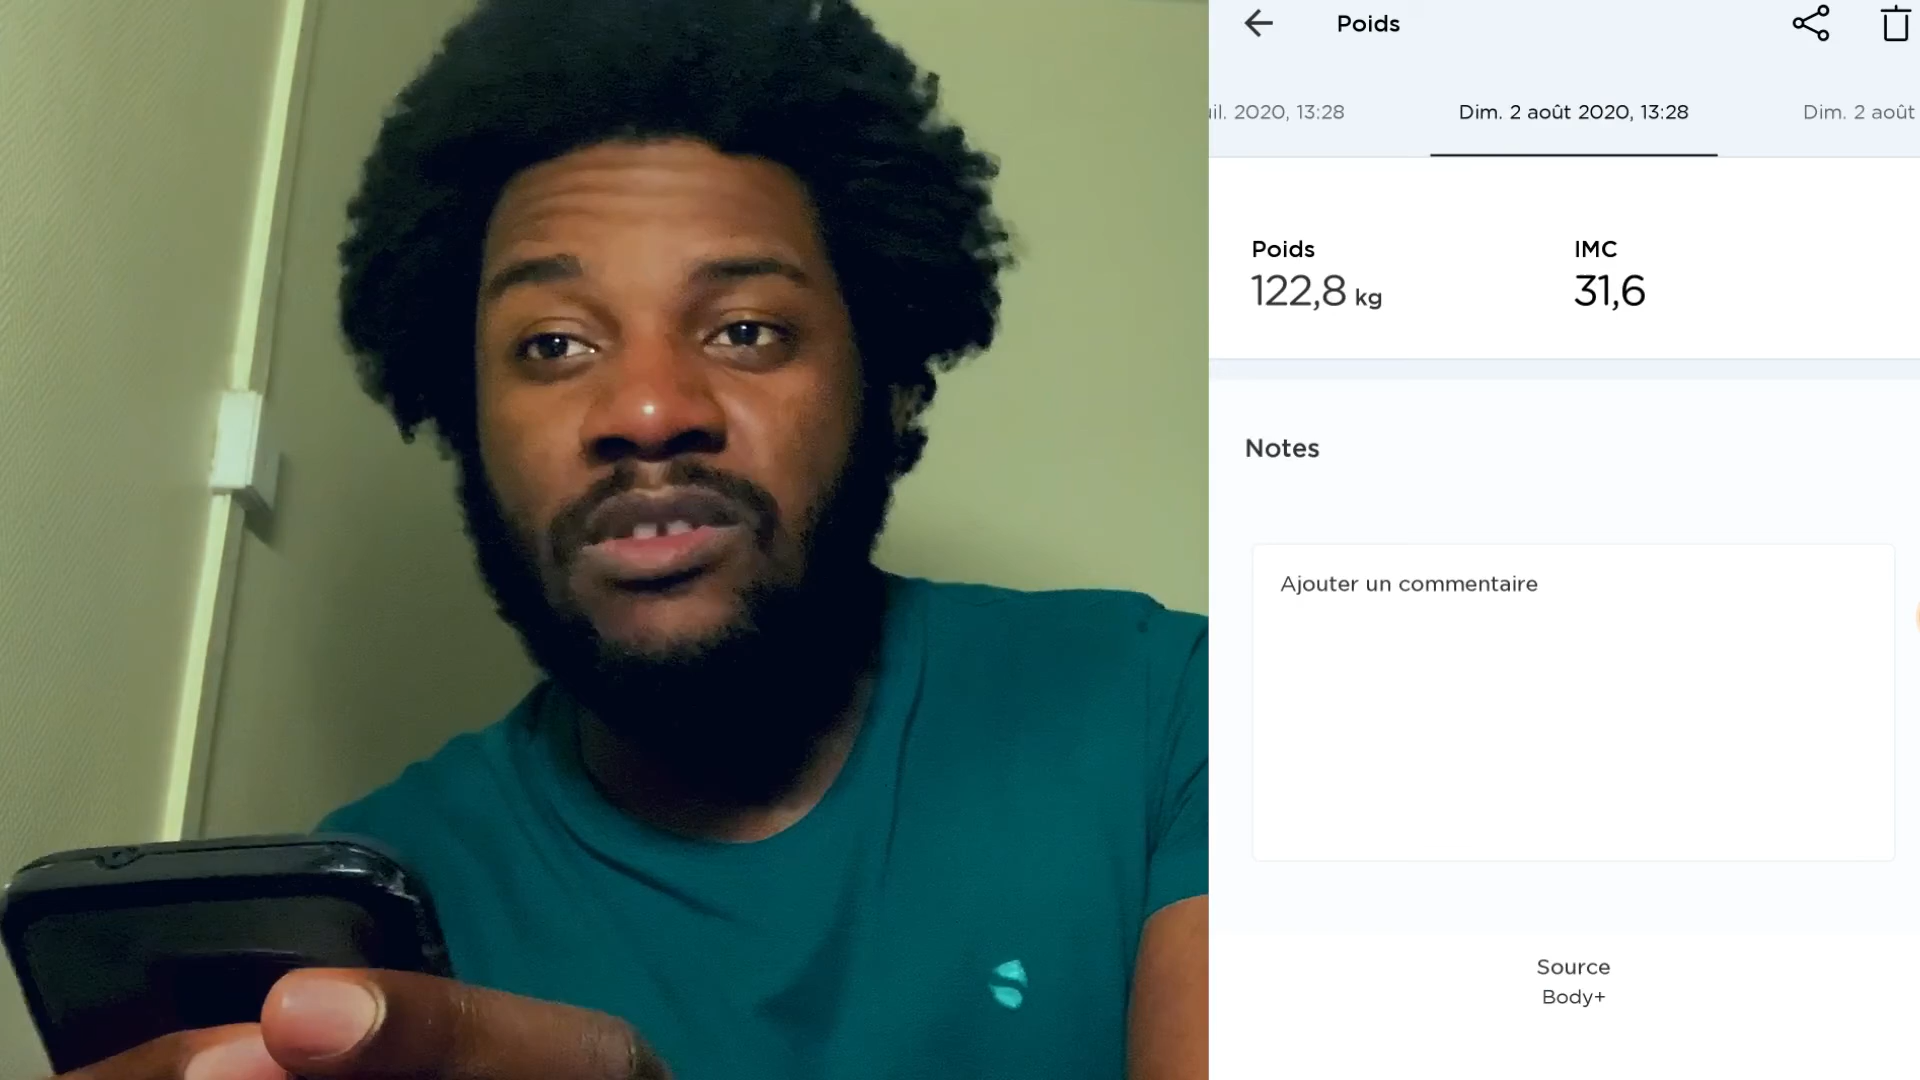 Poids
uil. 2020, 13:28
Dim. 2 août 2020, 13:28
Dim. 2 août
Poids
IMC
122,8 kg
31,6
Notes
Ajouter un commentaire
Source
Body+